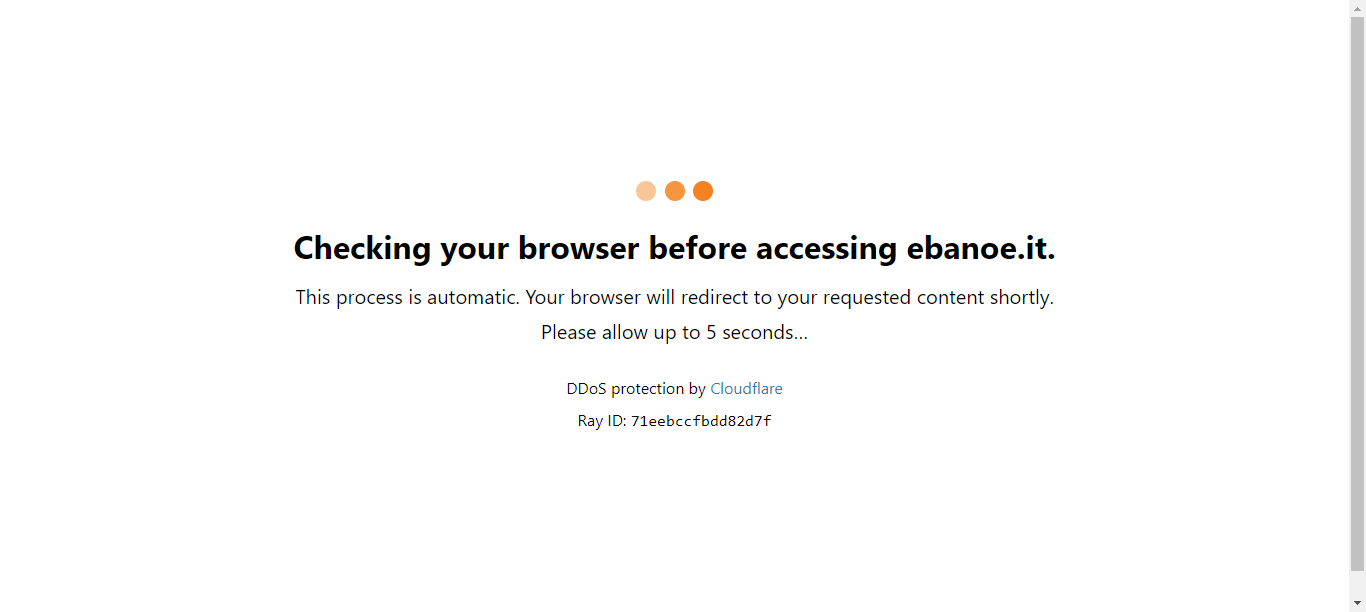 Checking your browser before accessing ebanoe.it.
This process is automatic. Your browser will redirect to your requested content shortly.
Please allow up to 5 seconds...
DDoS protection by Cloudflare
Ray ID: 71eebccfbdd82d7f